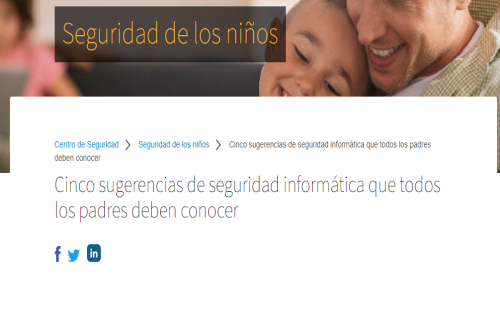 Seguridad de los niños
Centro de Seguridad > Seguridad de los niños > Cinco sugerencias de seguridad informática que todos los padres
deben conocer
Cinco sugerencias de seguridad informática que todos
los padres deben conocer
f in